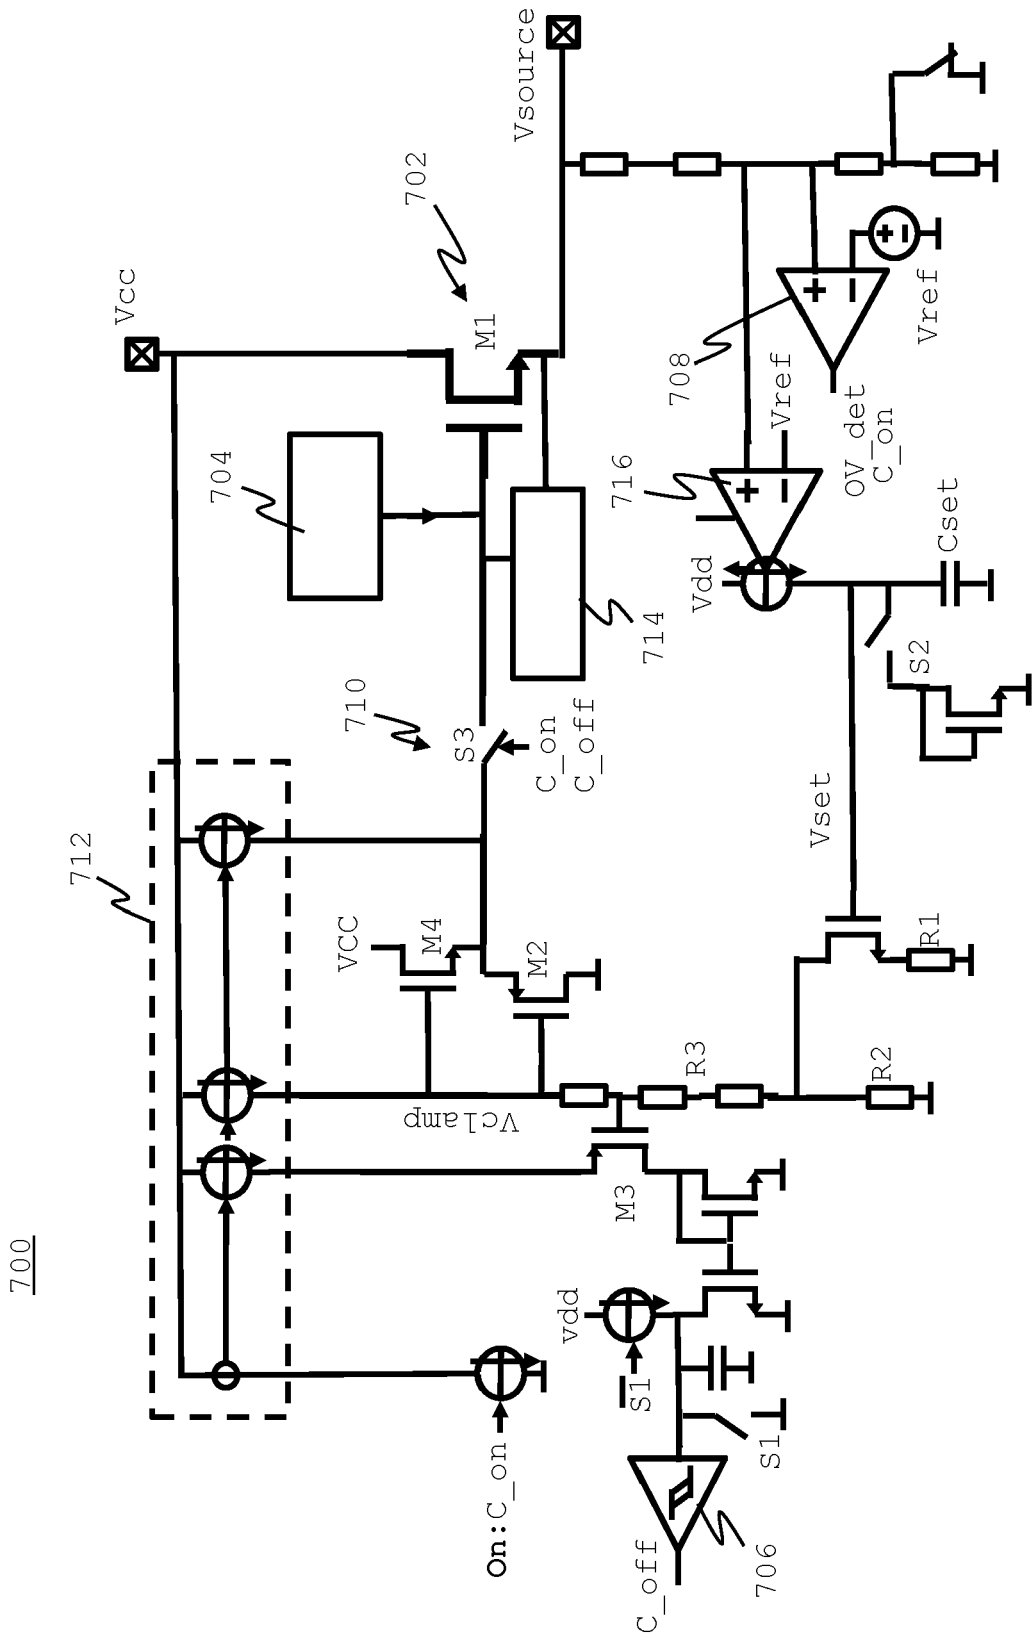 700
712
Vcc
704
702
Vsource
M1
710
S3
C_on
C_off
714
VCC
M4
M2
Vclamp
On:C_on
vdd
S1
M3
R3
R2
R1
Vset
S2
Cset
Vdd
716
Vref
708
OV_det
C_on
Vref
C_off
706
S1